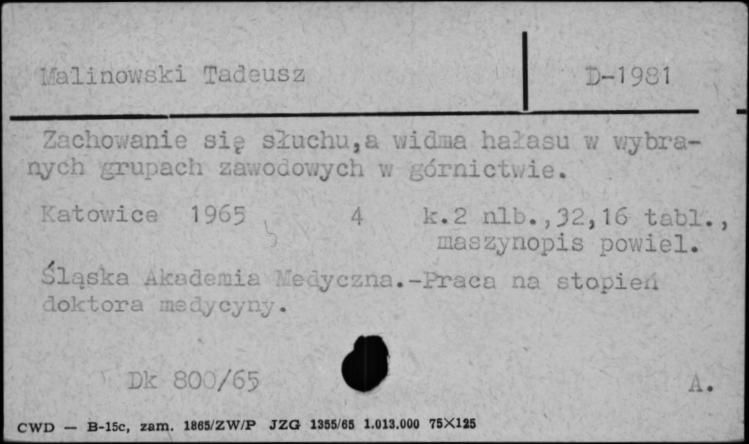 Malinowski Tadeusz D-1981
Zachowanie się słuchu,a widma hałasu w wybra-
nych grupach zawodowych w górnictwie.
Katowice 1965 4 k.2 nlb.,32,16 tabl.,
maszynopis powiel.
Śląska Akademia Medyczna.-Praca na stopień
doktora medycyny.
Dk 800/65 A.
CWD — B-15c, zam. 1865/ZW/P JZG 1355/65 1.013.000 75X125